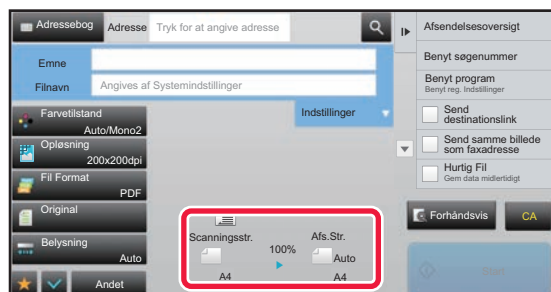 Adressebog
Adresse
Tryk for at angive adresse
Emne
Filnavn
Angives af Systemindstillinger
Indstillinger
Farvetilstand
Auto/Mono2
Opløsning
200x200dpi
Fil Format
PDF
Original
Belysning
Auto
Andet
Scanningsstr.
A4
100%
Afs.Str.
Auto
A4
Afsendelsesoversigt
Benyt søgenummer
Benyt program
Benyt reg. Indstillinger
Send
destinationslink
Send samme billede
som faxadresse
Hurtig Fil
Gem data midlertidigt
Forhåndsvis
CA
Start